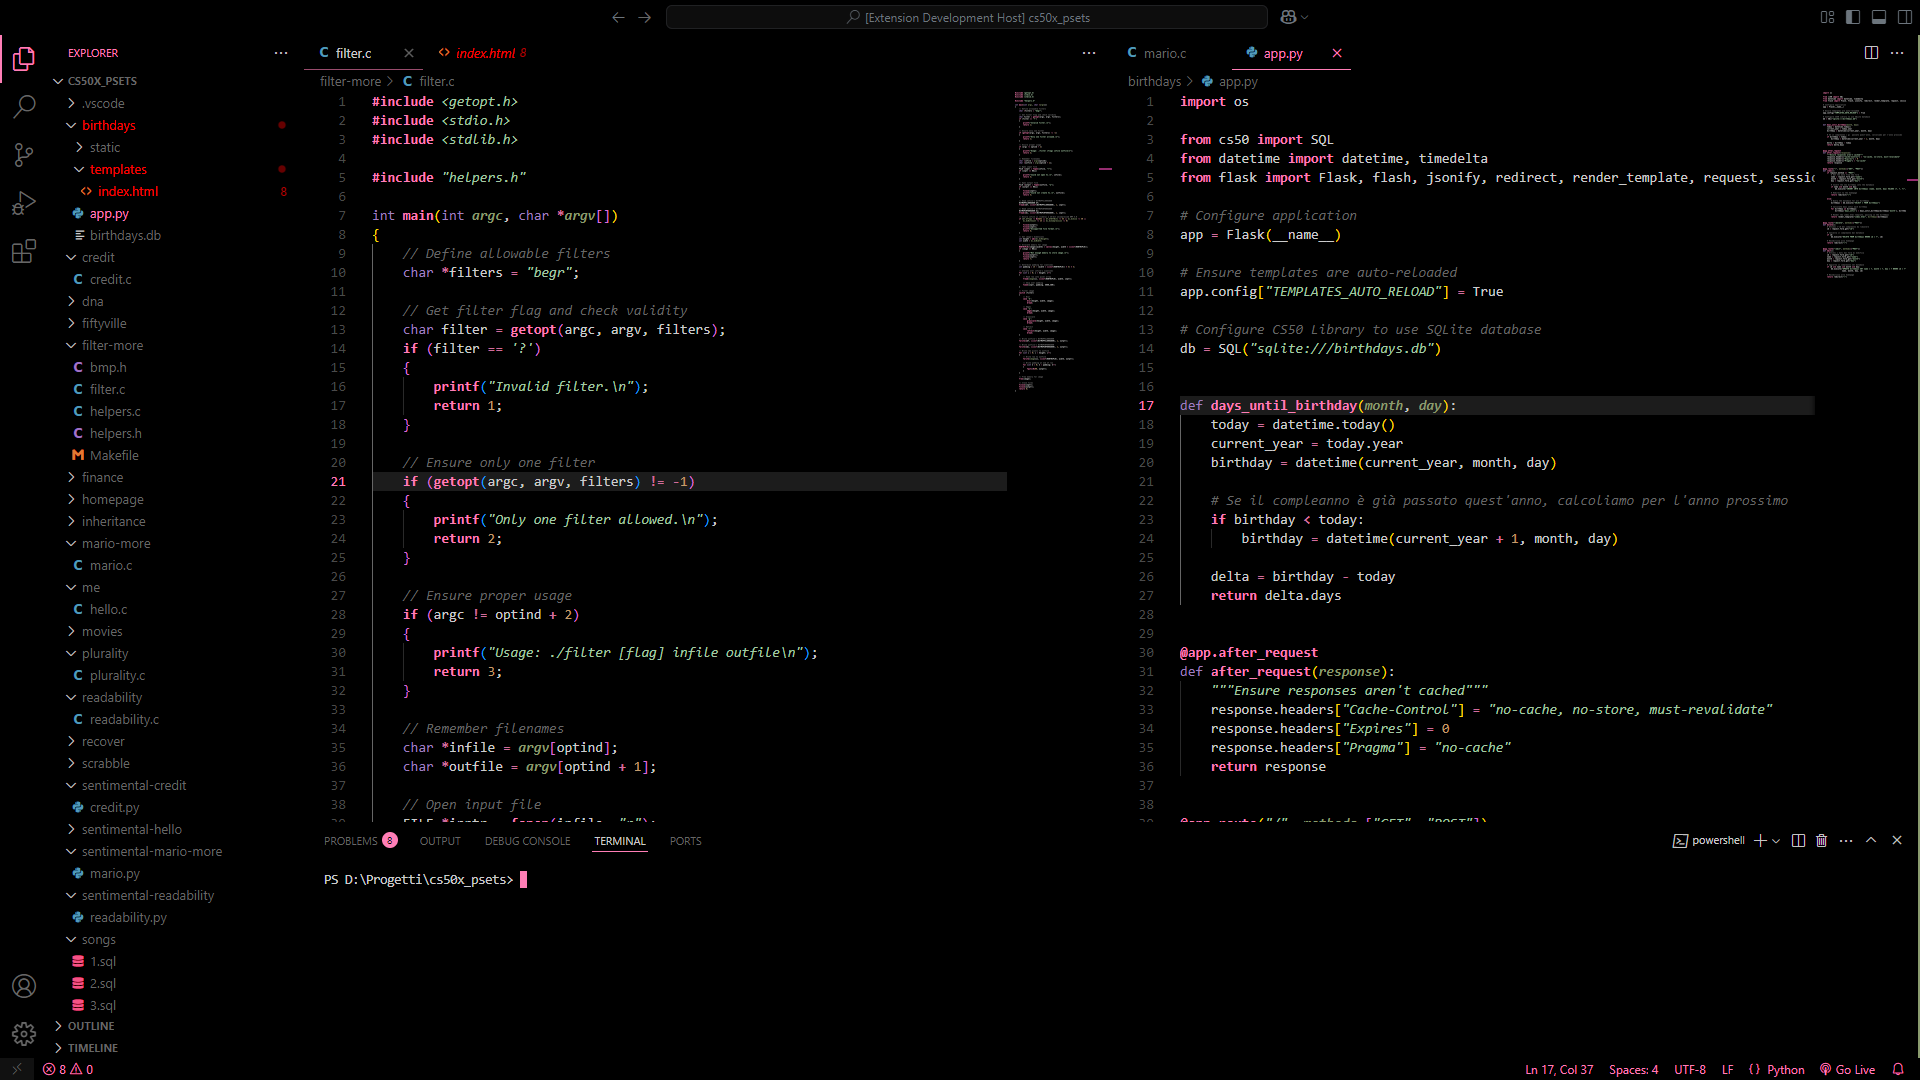 [Extension Development Host] cs50x_psets
EXPLORER
CS50X_PSETS
.vscode
birthdays
static
templates
index.html 8
app.py
birthdays.db
credit
credit.c
dna
fiftyville
filter-more
bmp.h
filter.c
helpers.c
helpers.h
Makefile
finance
homepage
inheritance
mario-more
mario.c
me
hello.c
movies
plurality
plurality.c
readability
readability.c
recover
scrabble
sentimental-credit
credit.py
sentimental-hello
sentimental-mario-more
mario.py
sentimental-readability
readability.py
songs
1.sql
2.sql
3.sql
OUTLINE
TIMELINE
filter.c
index.html 8
filter-more > filter.c
1 #include <getopt.h>
2 #include <stdio.h>
3 #include <stdlib.h>
4
5 #include "helpers.h"
6
7 int main(int argc, char *argv[])
8 {
9 // Define allowable filters
10 char *filters = "begr";
11
12 // Get filter flag and check validity
13 char filter = getopt(argc, argv, filters);
14 if (filter == '?')
15 {
16 printf("Invalid filter.\n");
17 return 1;
18 }
19
20 // Ensure only one filter
21 if (getopt(argc, argv, filters) != -1)
22 {
23 printf("Only one filter allowed.\n");
24 return 2;
25 }
26
27 // Ensure proper usage
28 if (argc != optind + 2)
29 {
30 printf("Usage: ./filter [flag] infile outfile\n");
31 return 3;
32 }
33
34 // Remember filenames
35 char *infile = argv[optind];
36 char *outfile = argv[optind + 1];
37
38 // Open input file
mario.c
app.py
birthdays > app.py
1 import os
2
3 from cs50 import SQL
4 from datetime import datetime, timedelta
5 from flask import Flask, flash, jsonify, redirect, render_template, request, sessio
6
7 # Configure application
8 app = Flask(__name__)
9
10 # Ensure templates are auto-reloaded
11 app.config["TEMPLATES_AUTO_RELOAD"] = True
12
13 # Configure CS50 Library to use SQLite database
14 db = SQL("sqlite:///birthdays.db")
15
16
17 def days_until_birthday(month, day):
18 today = datetime.today()
19 current_year = today.year
20 birthday = datetime(current_year, month, day)
21
22 # Se il compleanno è già passato quest'anno, calcoliamo per l'anno prossimo
23 if birthday < today:
24 birthday = datetime(current_year + 1, month, day)
25
26 delta = birthday - today
27 return delta.days
28
29
30 @app.after_request
31 def after_request(response):
32 """Ensure responses aren't cached"""
33 response.headers["Cache-Control"] = "no-cache, no-store, must-revalidate"
34 response.headers["Expires"] = 0
35 response.headers["Pragma"] = "no-cache"
36 return response
37
38
PROBLEMS 8 OUTPUT DEBUG CONSOLE TERMINAL PORTS
powershell
PS D:\Progetti\cs50x_psets>
8 0
Ln 17, Col 37 Spaces: 4 UTF-8 LF {} Python Go Live